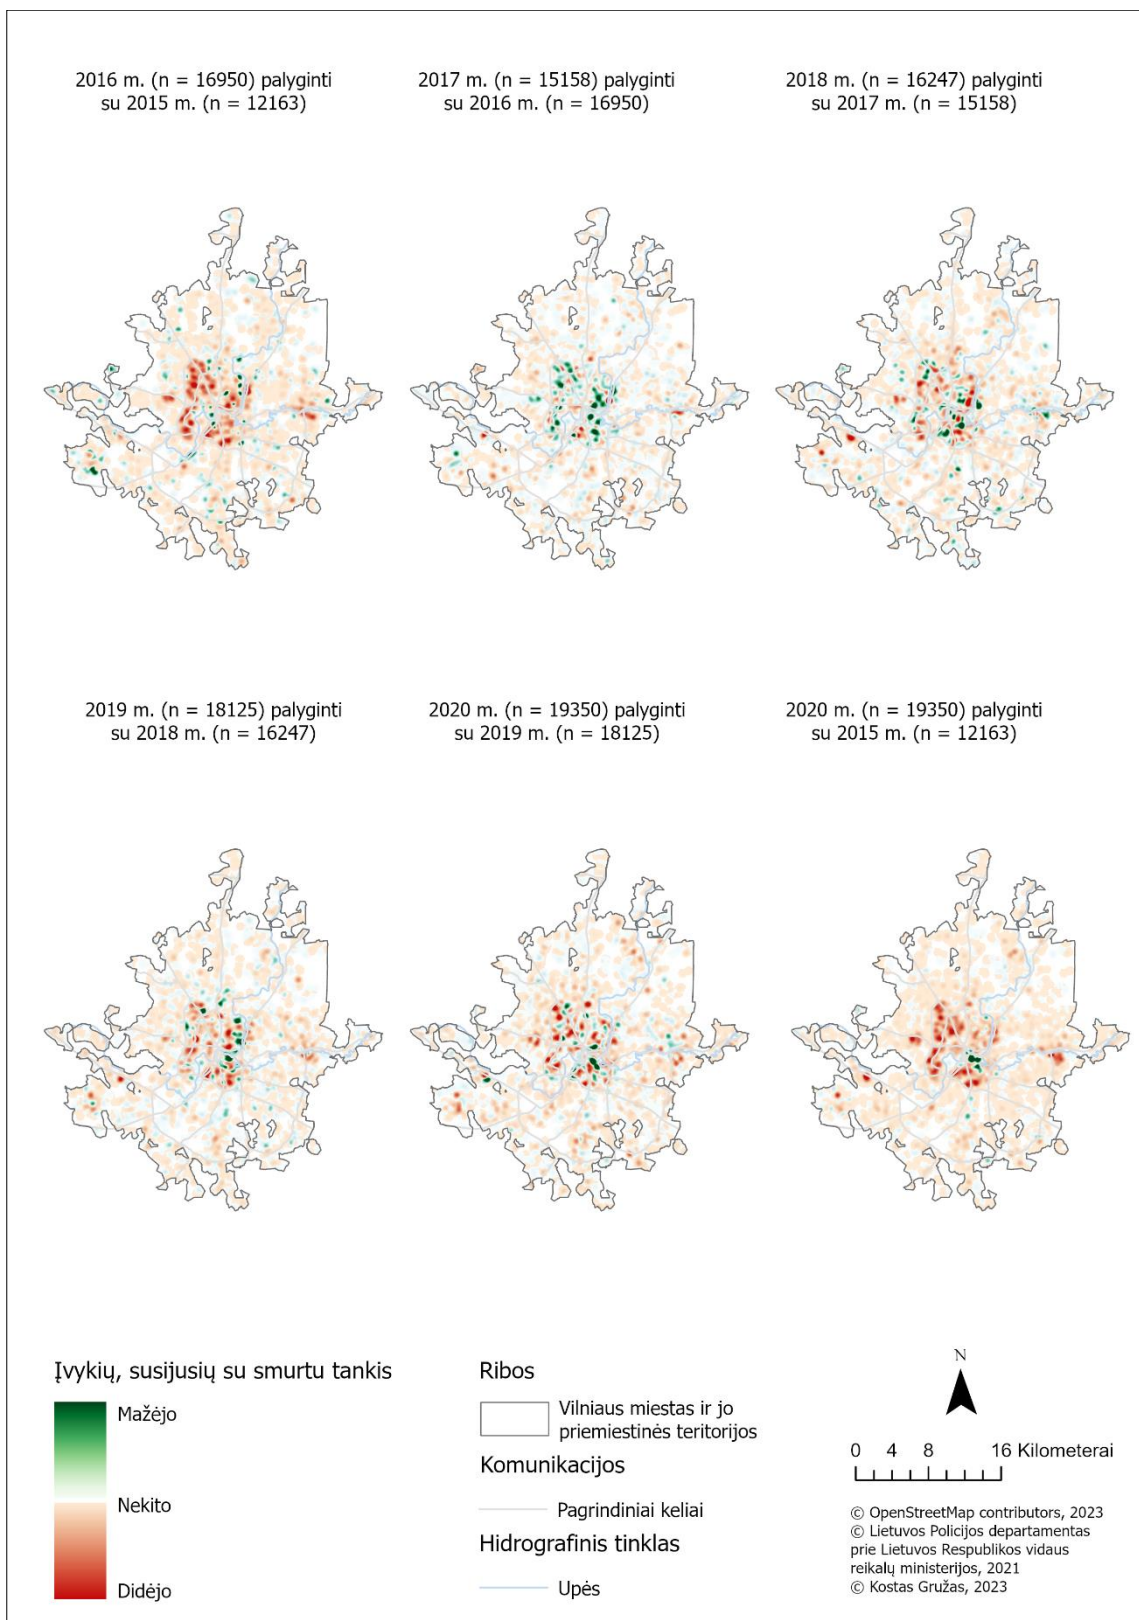 2016 m. (n = 16950) palyginti
su 2015 m. (n = 12163)
2017 m. (n = 15158) palyginti
su 2016 m. (n = 16950)
2018 m. (n = 16247) palyginti
su 2017 m. (n = 15158)
2019 m. (n = 18125) palyginti
su 2018 m. (n = 16247)
2020 m. (n = 19350) palyginti
su 2019 m. (n = 18125)
2020 m. (n = 19350) palyginti
su 2015 m. (n = 12163)
Įvykių, susijusių su smurtu tankis
Mažėjo
Nekito
Didėjo
Ribos
Vilniaus miestas ir jo
priemiestinės teritorijos
Komunikacijos
Pagrindiniai keliai
Hidrografinis tinklas
Upės
N
0 4 8 16 Kilometerai
© OpenStreetMap contributors, 2023
© Lietuvos Policijos departamentas
prie Lietuvos Respublikos vidaus
reikalų ministerijos, 2021
© Kostas Gružas, 2023